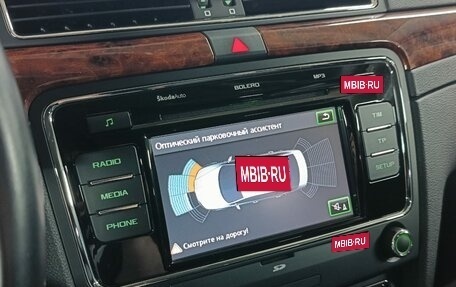 ŠkodaAuto
BOLERO
MP3
MBIB·RU
TIM
TP
SETUP
RADIO
MEDIA
PHONE
Оптический парковочный ассистент
MBIB·RU
Смотрите на дорогу!
MBIB·RU